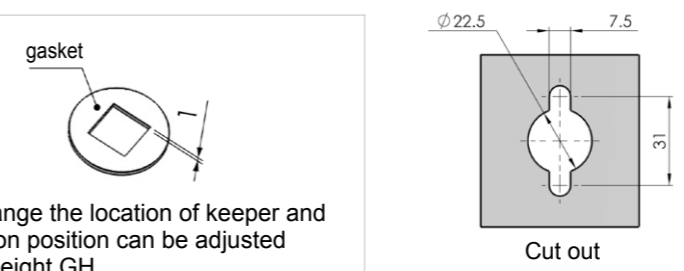 gasket
1
ange the location of keeper and
on position can be adjusted
eight GH
Ø22.5
7.5
31
Cut out